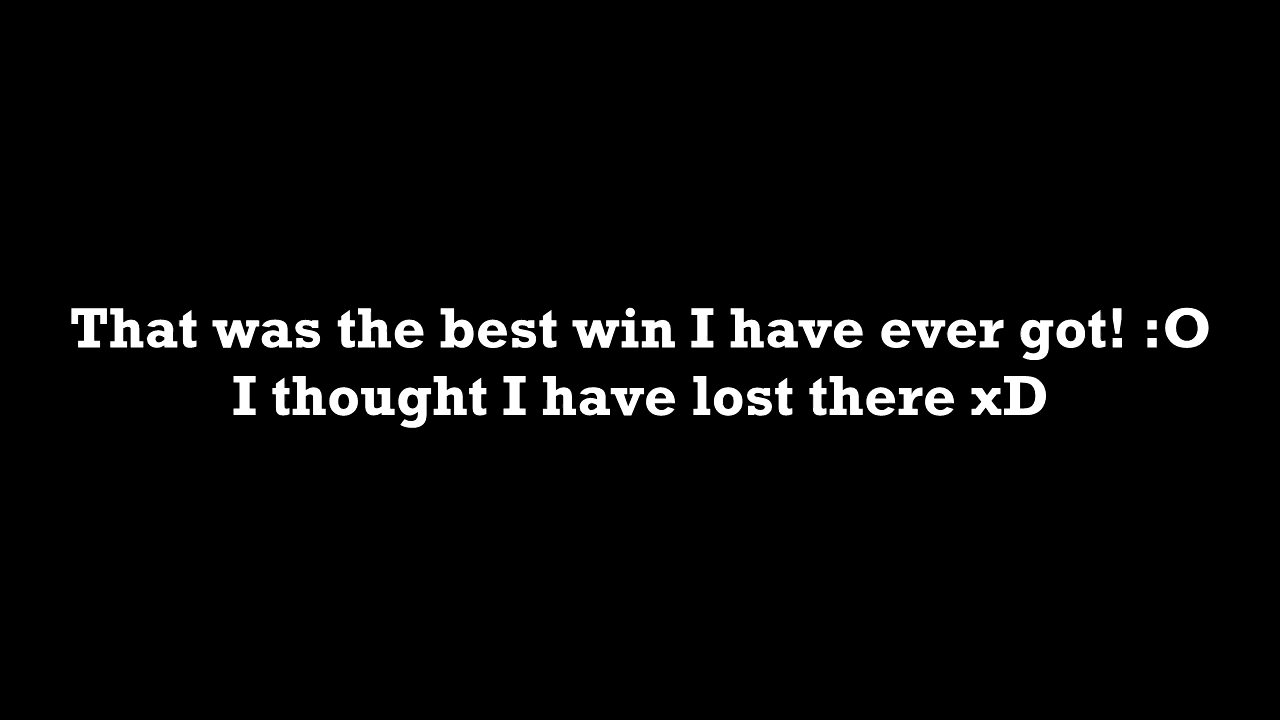 That was the best win I have ever got! :O
I thought I have lost there xD